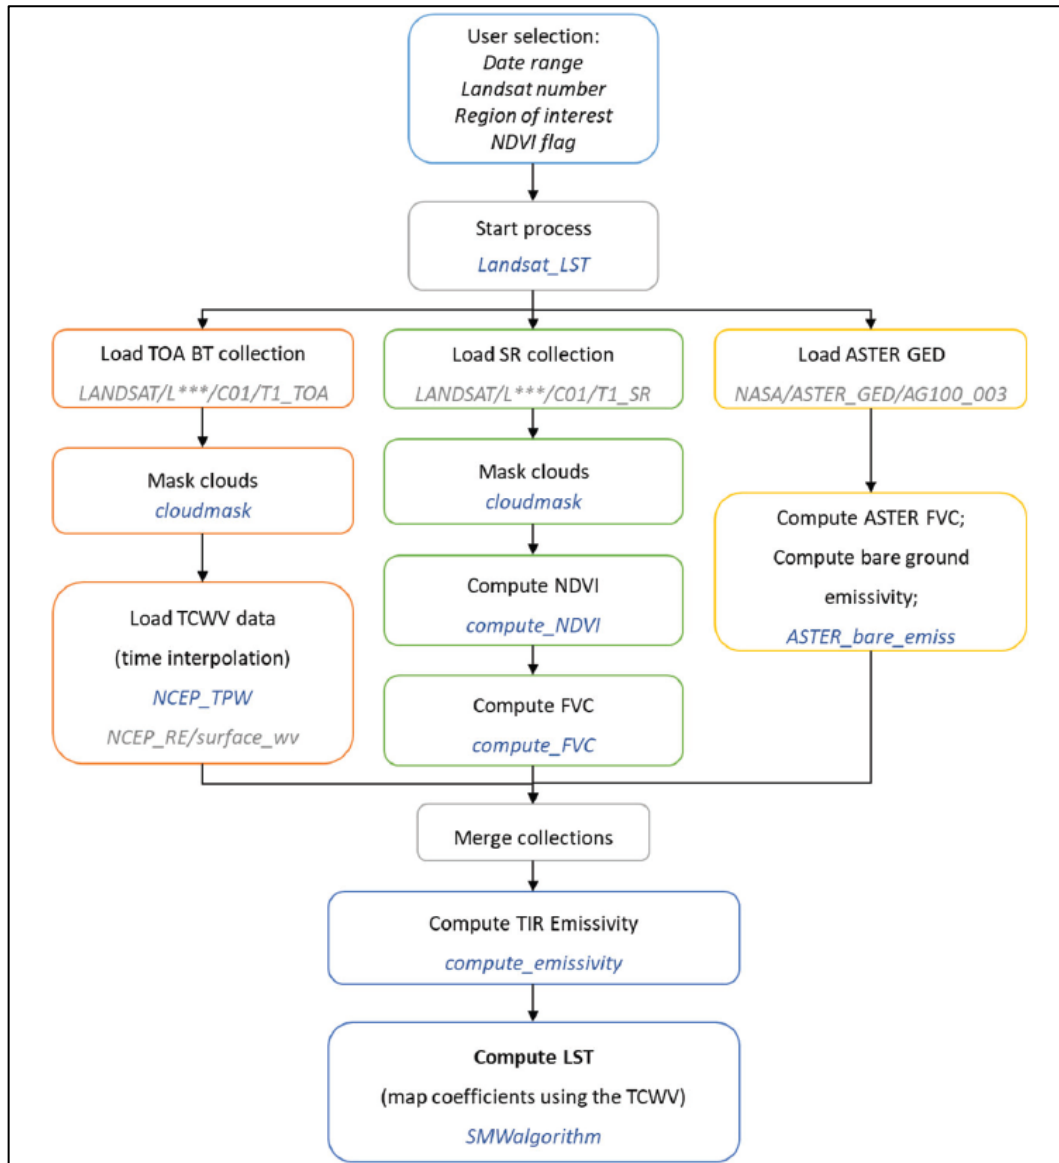 User selection:
Date range
Landsat number
Region of interest
NDVI flag
Start process
Landsat_LST
Load TOA BT collection
LANDSAT/L***/C01/T1_TOA
Mask clouds
cloudmask
Load TCWV data
(time interpolation)
NCEP_TPW
NCEP_RE/surface_wv
Load SR collection
LANDSAT/L***/C01/T1_SR
Mask clouds
cloudmask
Compute NDVI
compute_NDVI
Compute FVC
compute_FVC
Load ASTER GED
NASA/ASTER_GED/AG100_003
Compute ASTER FVC;
Compute bare ground
emissivity;
ASTER_bare_emiss
Merge collections
Compute TIR Emissivity
compute_emissivity
Compute LST
(map coefficients using the TCWV)
SMWalgorithm